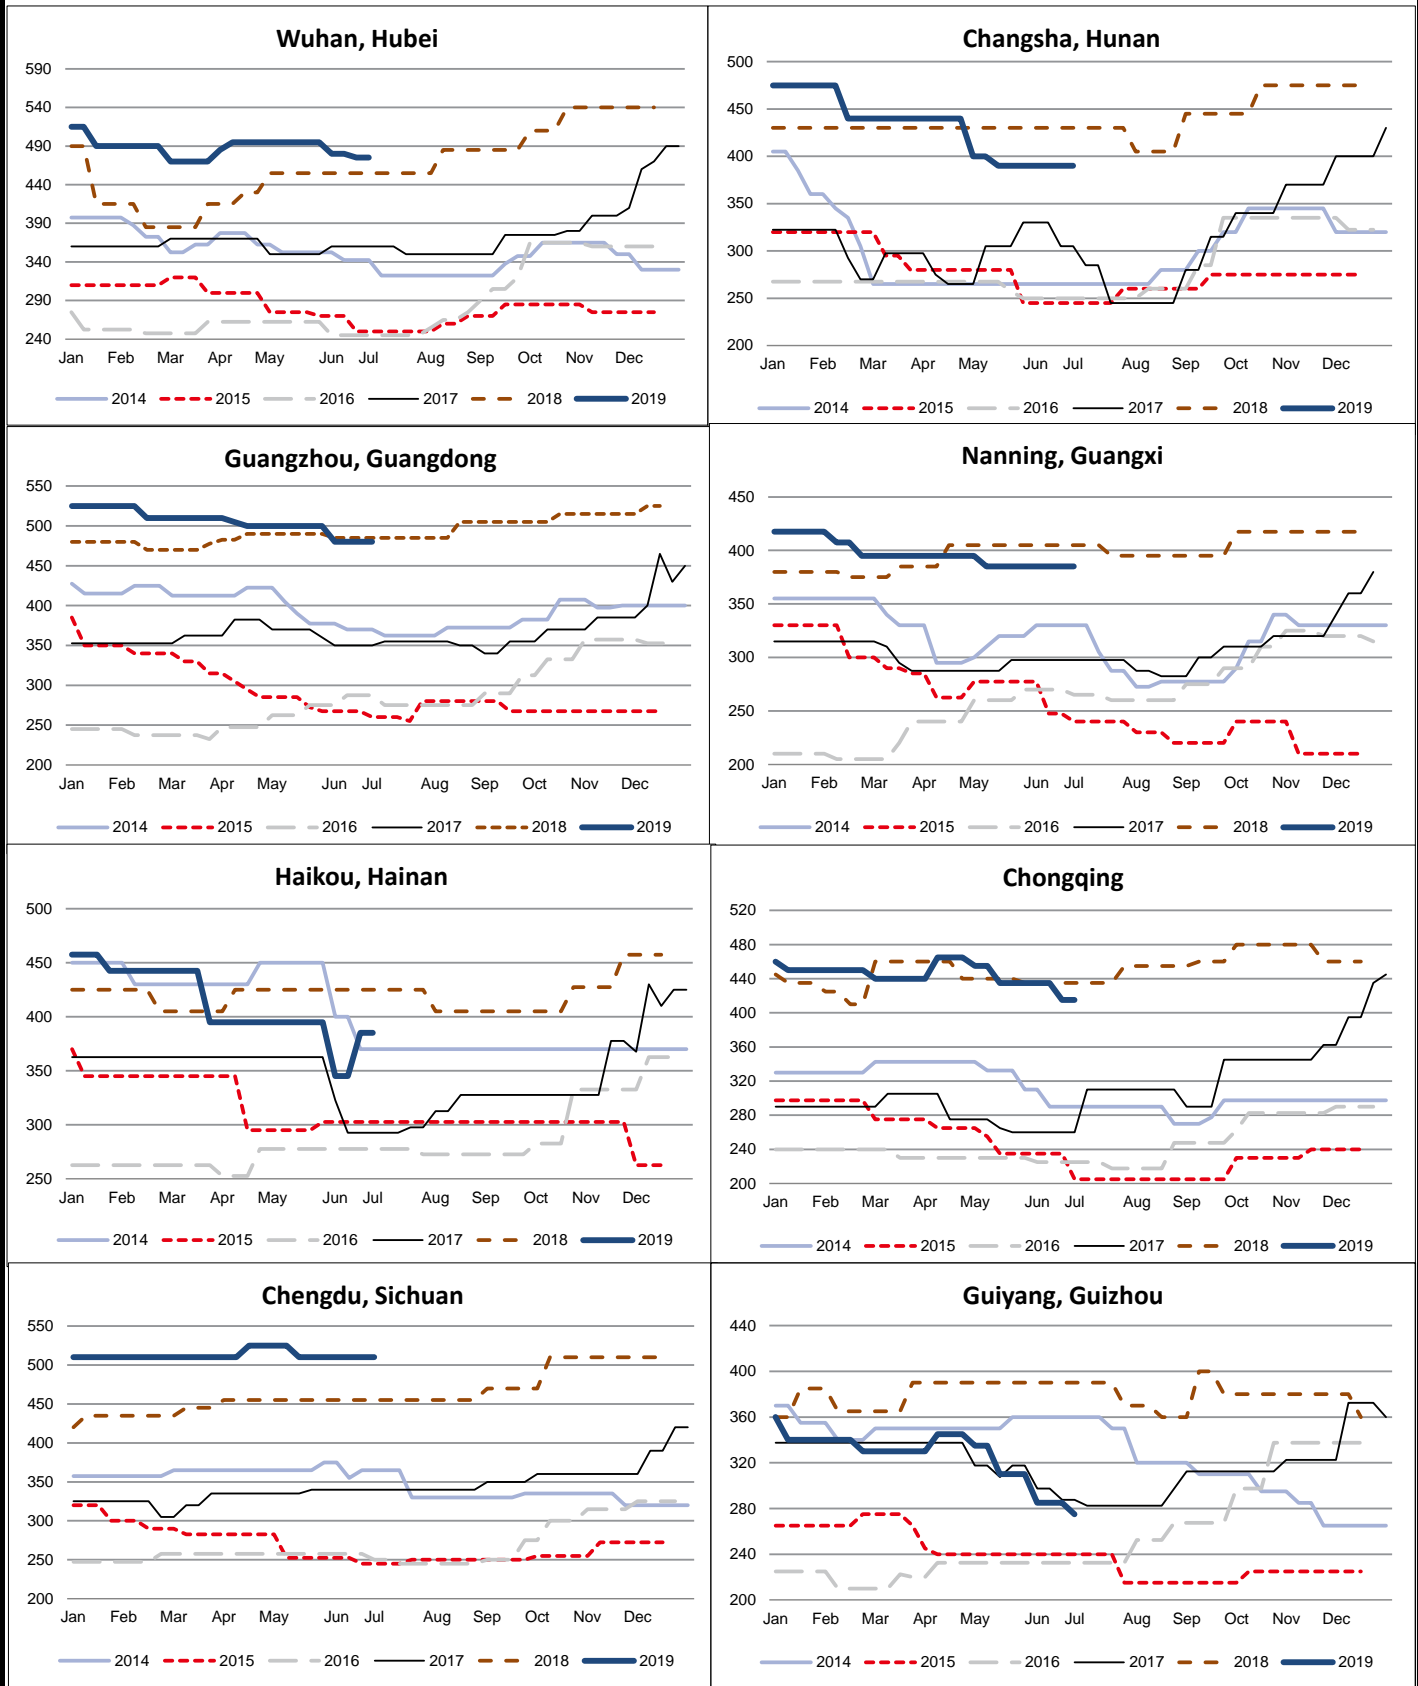 Wuhan, Hubei
590
540
490
440
390
340
290
240
Jan Feb Mar Apr May Jun Jul Aug Sep Oct Nov Dec
2014 2015 2016 2017 2018 2019
Changsha, Hunan
500
450
400
350
300
250
200
Jan Feb Mar Apr May Jun Jul Aug Sep Oct Nov Dec
2014 2015 2016 2017 2018 2019
Guangzhou, Guangdong
550
500
450
400
350
300
250
200
Jan Feb Mar Apr May Jun Jul Aug Sep Oct Nov Dec
2014 2015 2016 2017 2018 2019
Nanning, Guangxi
450
400
350
300
250
200
Jan Feb Mar Apr May Jun Jul Aug Sep Oct Nov Dec
2014 2015 2016 2017 2018 2019
Haikou, Hainan
500
450
400
350
300
250
Jan Feb Mar Apr May Jun Jul Aug Sep Oct Nov Dec
2014 2015 2016 2017 2018 2019
Chongqing
520
480
440
400
360
320
280
240
200
Jan Feb Mar Apr May Jun Jul Aug Sep Oct Nov Dec
2014 2015 2016 2017 2018 2019
Chengdu, Sichuan
550
500
450
400
350
300
250
200
Jan Feb Mar Apr May Jun Jul Aug Sep Oct Nov Dec
2014 2015 2016 2017 2018 2019
Guiyang, Guizhou
440
400
360
320
280
240
200
Jan Feb Mar Apr May Jun Jul Aug Sep Oct Nov Dec
2014 2015 2016 2017 2018 2019